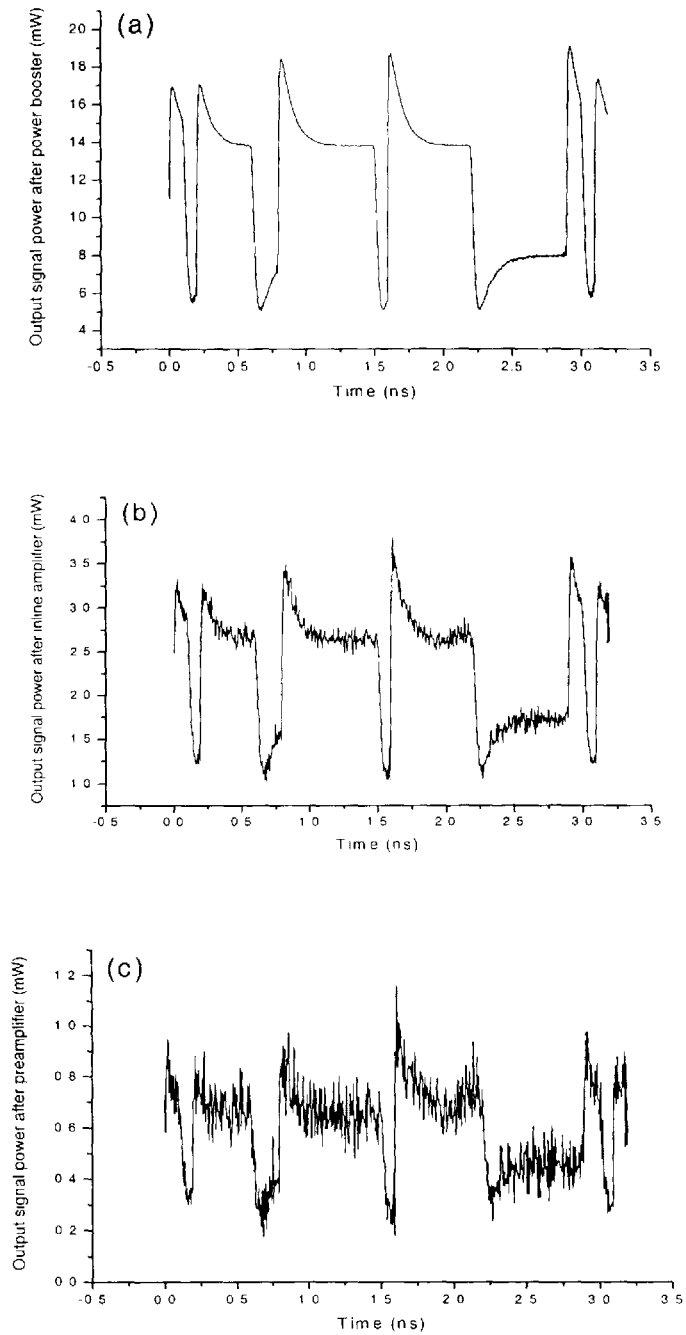 (a)
Output signal power after power booster (mW)
21
20
18
16
14
12
10
8
6
4
3
-0 5 0 0 0 5 1 0 1 5 2 0 2 5 3 0 3 5
Time (ns)
(b)
Output signal power after inline amplifier (mW)
4 0
3.5
3.0
2 5
2 0
1 5
1 0
-0 5 0 0 0 5 1 0 1 5 2 0 2 5 3 0 3 5
Time (ns)
(c)
Output signal power after preamplifier (mW)
1 2
1 0
0.8
0.6
0 4
0 2
0 0
-0 5 0 0 0 5 1 0 1 5 2 0 2 5 3 0 3 5
Time (ns)